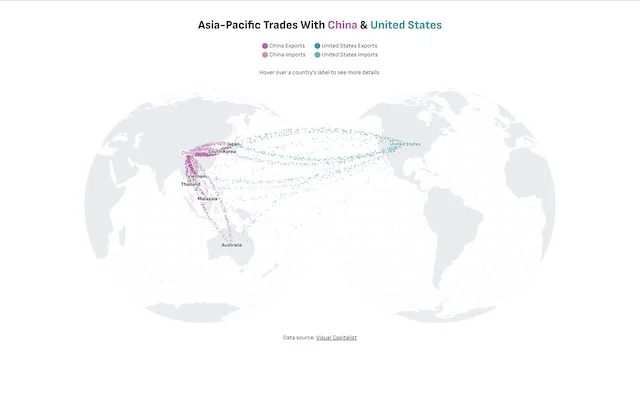 Asia-Pacific Trades With China & United States
China Exports
United States Exports
China Imports
United States Imports
Hover over a country's label to see more details.
Japan
China
South Korea
United States
Vietnam
Thailand
Malaysia
Australia
Data source: Visual Capitalist